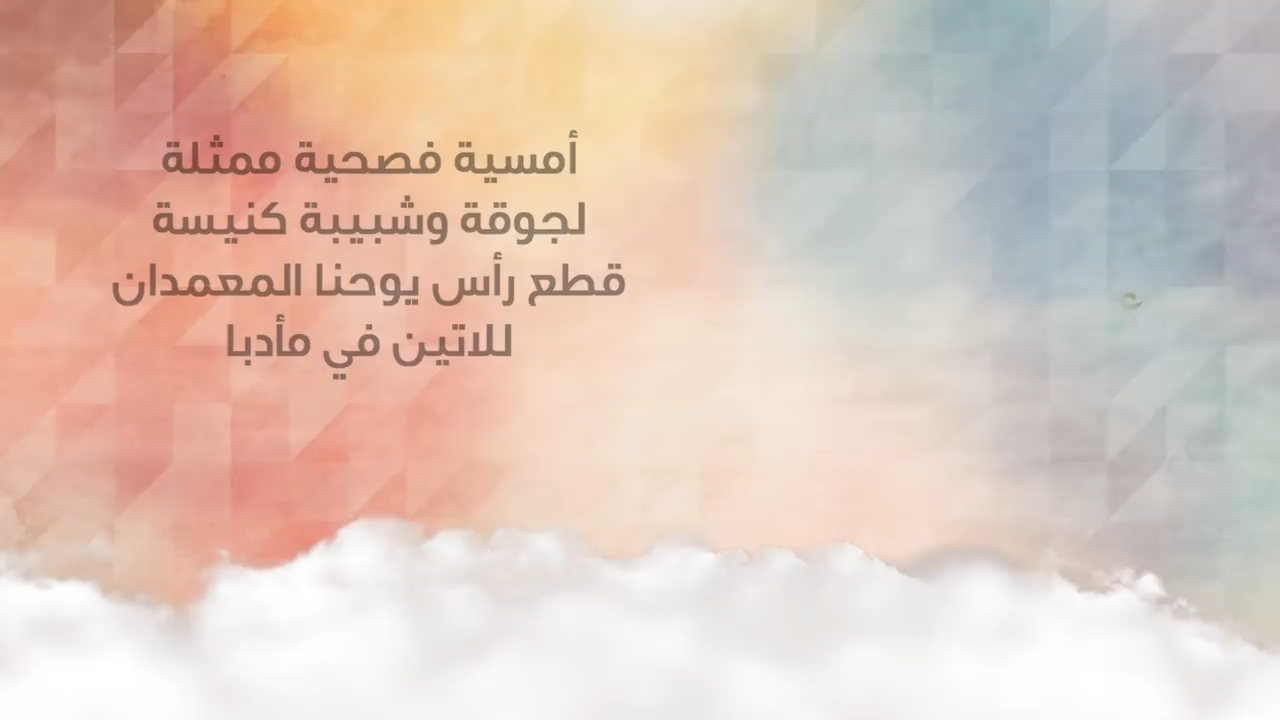 أمسية فصحية ممثلة
لجوقة وشبيبة كنيسة
قطع رأس يوحنا المعمدان
للاتين في مأدبا